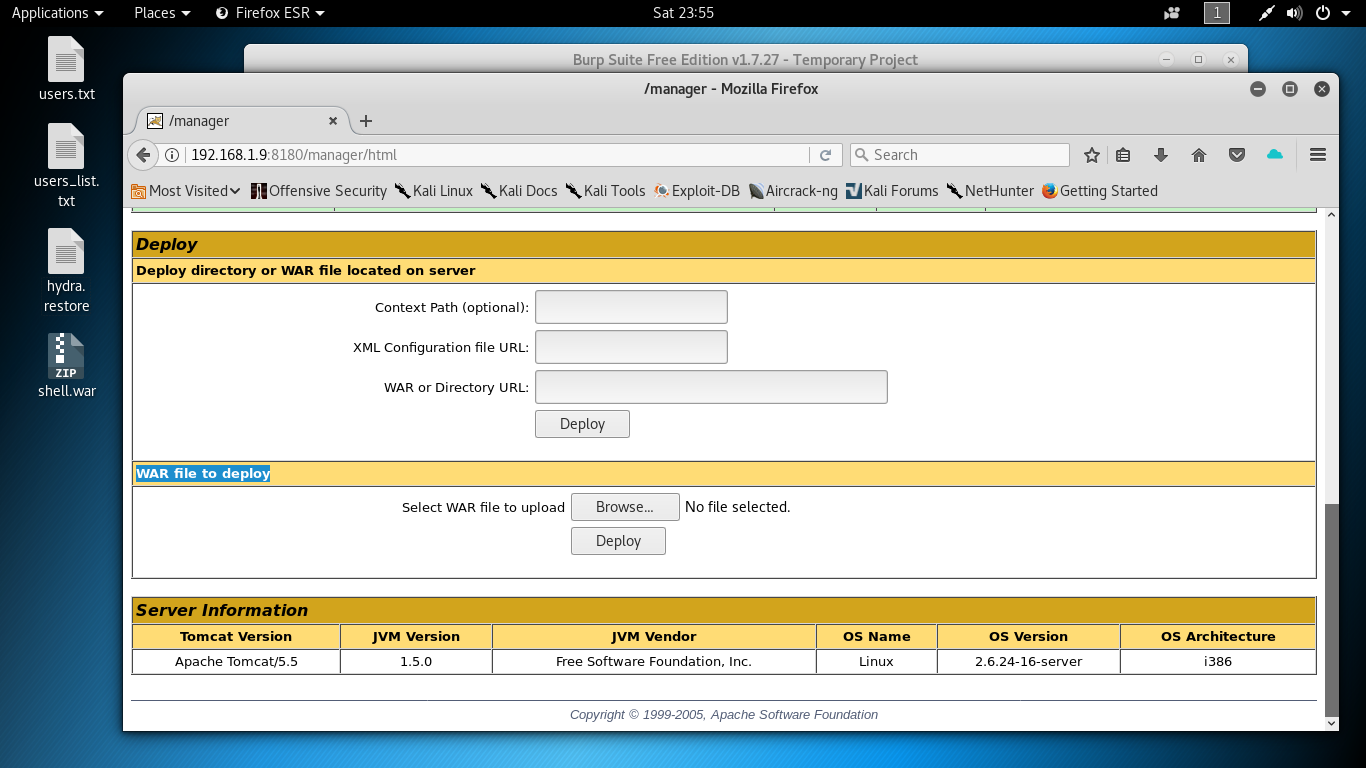 Applications Places Firefox ESR Sat 23:55 1
users.txt
users_list.
txt
hydra.
restore
ZIP
shell.war
Burp Suite Free Edition v1.7.27 - Temporary Project
/manager - Mozilla Firefox
/manager
192.168.1.9:8180/manager/html Search
Most Visited Offensive Security Kali Linux Kali Docs Kali Tools Exploit-DB Aircrack-ng Kali Forums NetHunter Getting Started
Deploy
Deploy directory or WAR file located on server
Context Path (optional):
XML Configuration file URL:
WAR or Directory URL:
Deploy
WAR file to deploy
Select WAR file to upload Browse... No file selected.
Deploy
Server Information
Tomcat Version JVM Version JVM Vendor OS Name OS Version OS Architecture
Apache Tomcat/5.5 1.5.0 Free Software Foundation, Inc. Linux 2.6.24-16-server i386
Copyright © 1999-2005, Apache Software Foundation